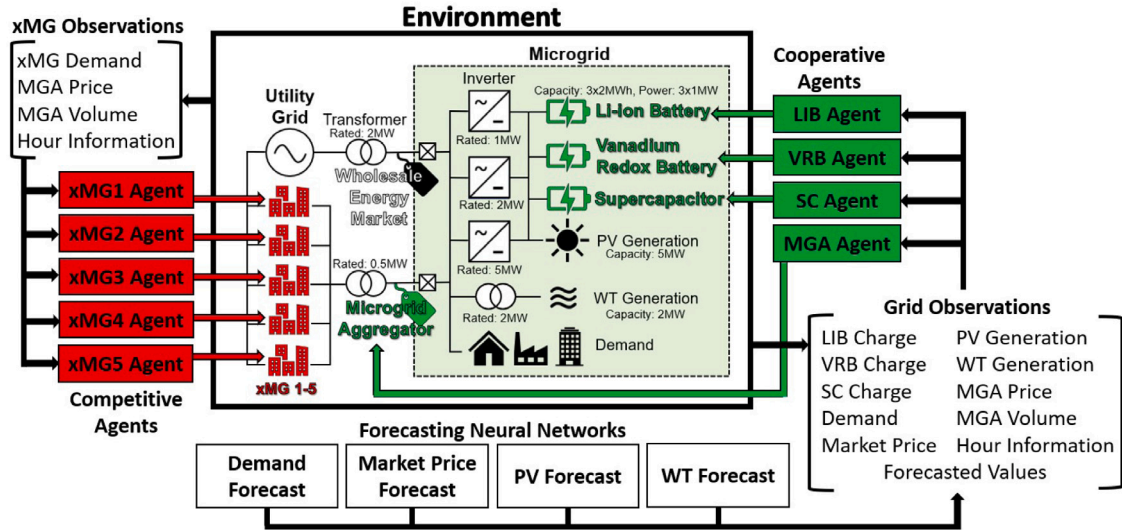 Environment
xMG Observations
xMG Demand
MGA Price
MGA Volume
Hour Information
xMG1 Agent
xMG2 Agent
xMG3 Agent
xMG4 Agent
xMG5 Agent
Competitive
Agents
Utility
Grid
Transformer
Rated: 2MW
Wholesale
Energy
Market
Rated: 0.5MW
Microgrid
Aggregator
xMG 1-5
Microgrid
Inverter
Rated: 1MW
Rated: 2MW
Rated: 5MW
Rated: 2MW
Capacity: 3x2MWh, Power: 3x1MW
Li-Ion Battery
Vanadium
Redox Battery
Supercapacitor
PV Generation
Capacity: 5MW
WT Generation
Capacity: 2MW
Demand
Cooperative
Agents
LIB Agent
VRB Agent
SC Agent
MGA Agent
Grid Observations
LIB Charge PV Generation
VRB Charge WT Generation
SC Charge MGA Price
Demand MGA Volume
Market Price Hour Information
Forecasted Values
Forecasting Neural Networks
Demand
Forecast
Market Price
Forecast
PV Forecast
WT Forecast